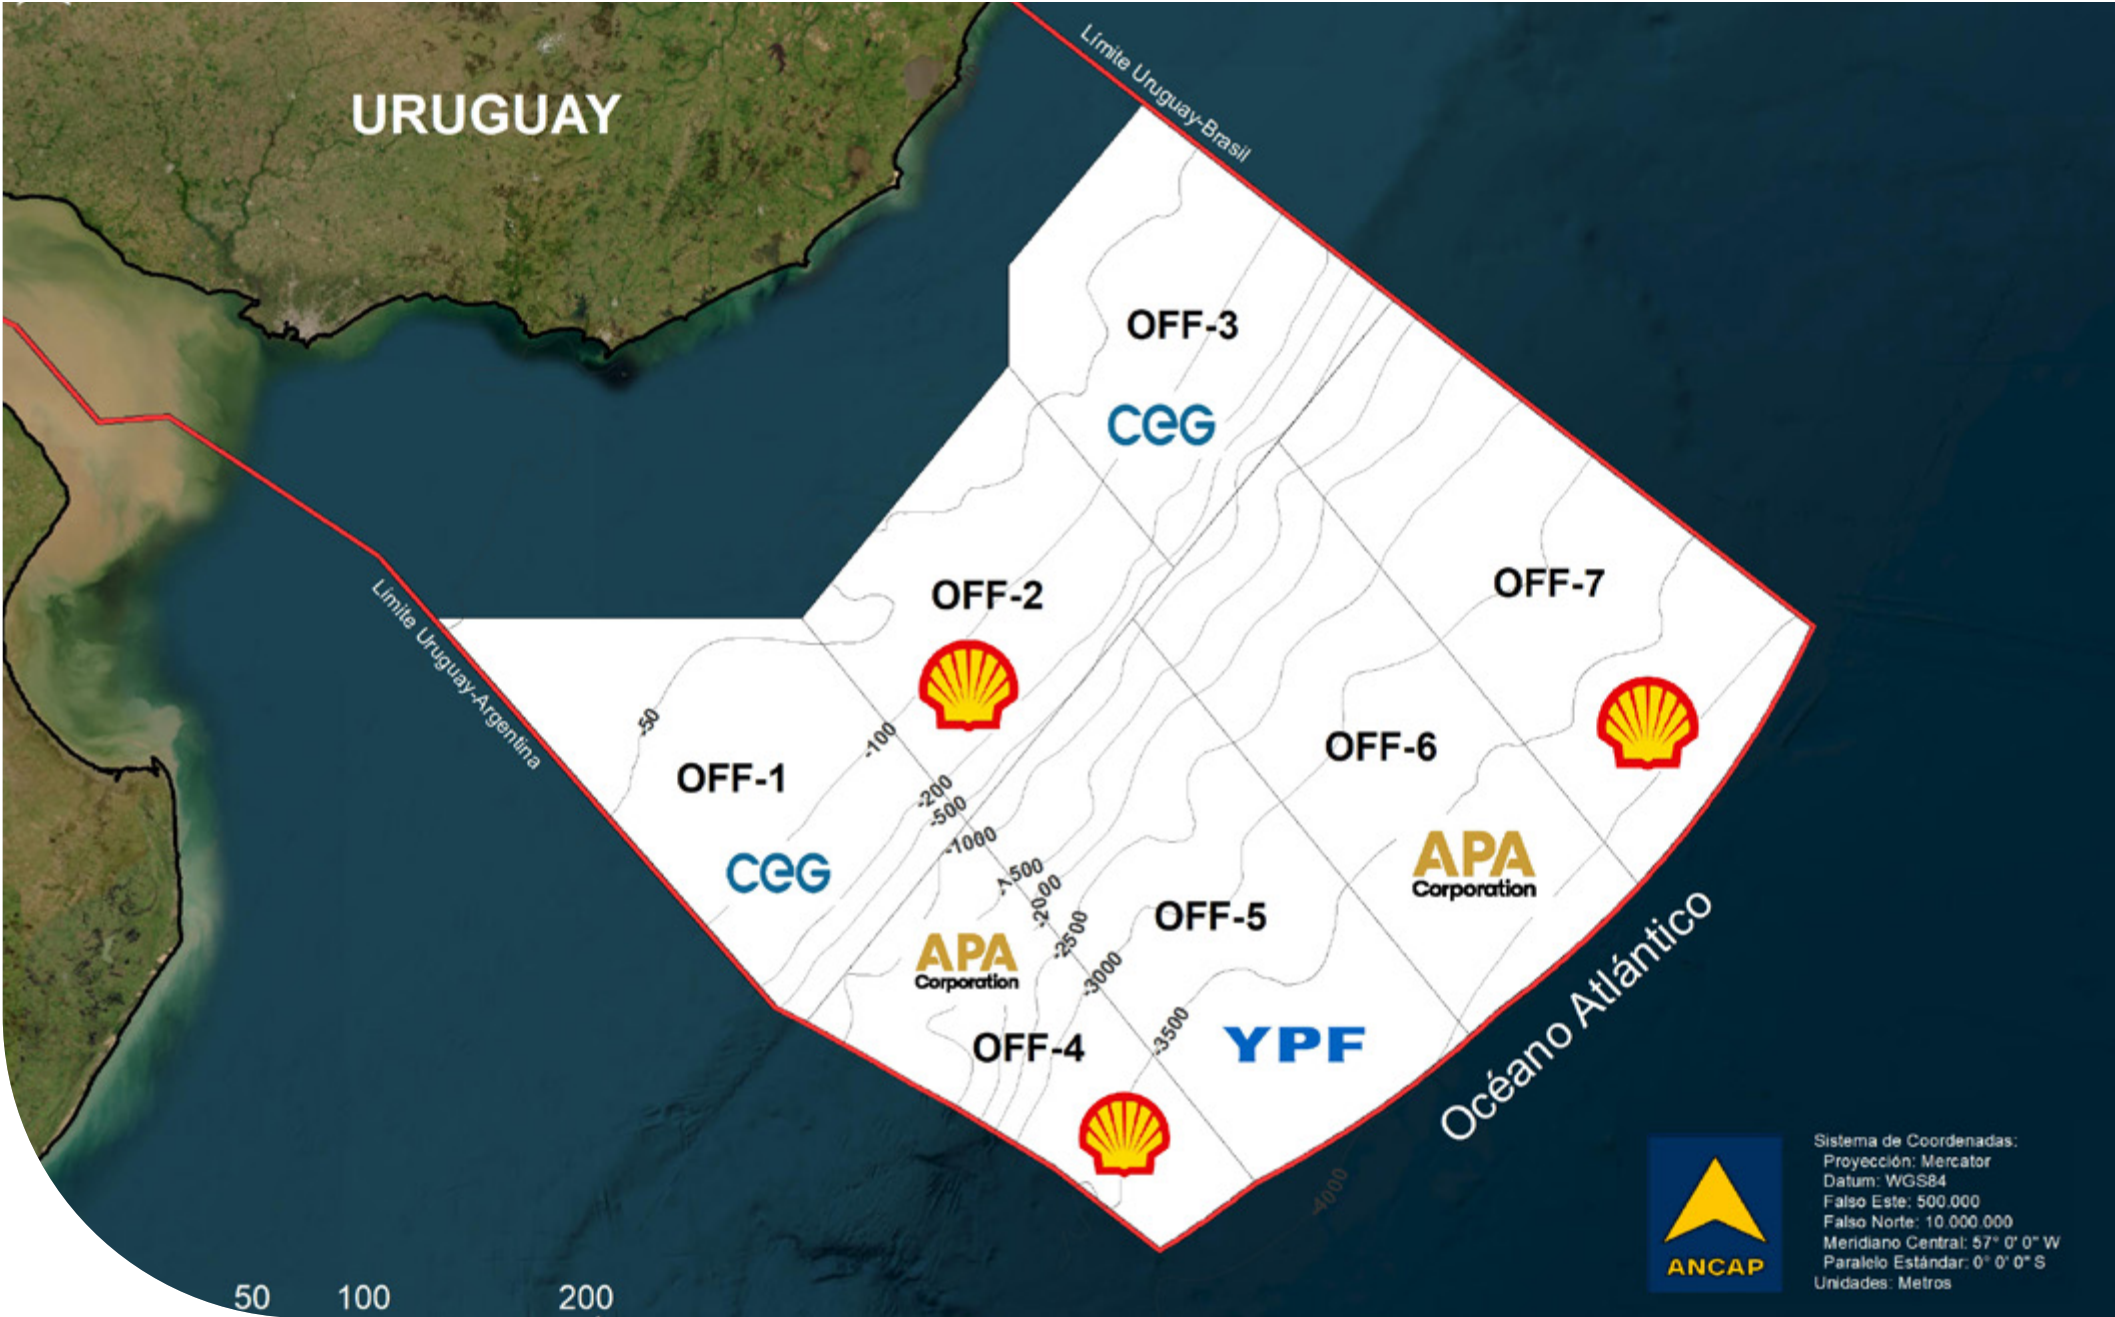 Límite Uruguay-Brasil
URUGUAY
OFF-3
CEG
Límite Uruguay-Argentina
OFF-2
OFF-7
-50
-100
OFF-1
OFF-6
-200
-500
-1000
-1500
-2000
-2500
-3000
-3500
-4000
CEG
APA
Corporation
OFF-5
APA
Corporation
OFF-4
YPF
Océano Atlántico
50 100 200
ANCAP
Sistema de Coordenadas:
Proyección: Mercator
Datum: WGS84
Falso Este: 500.000
Falso Norte: 10.000.000
Meridiano Central: 57° 0' 0" W
Paralelo Estándar: 0° 0' 0" S
Unidades: Metros